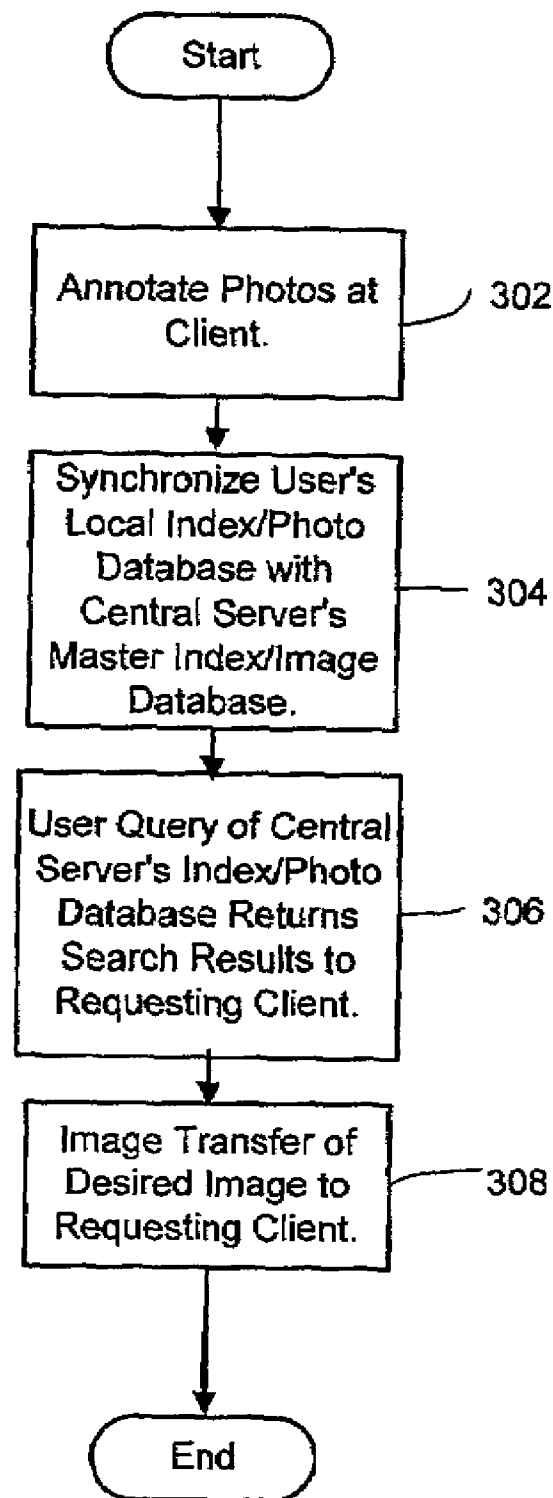 Start
Annotate Photos at
Client.
302
Synchronize User's
Local Index/Photo
Database with
Central Server's
Master Index/Image
Database.
304
User Query of Central
Server's Index/Photo
Database Returns
Search Results to
Requesting Client.
306
Image Transfer of
Desired Image to
Requesting Client.
308
End